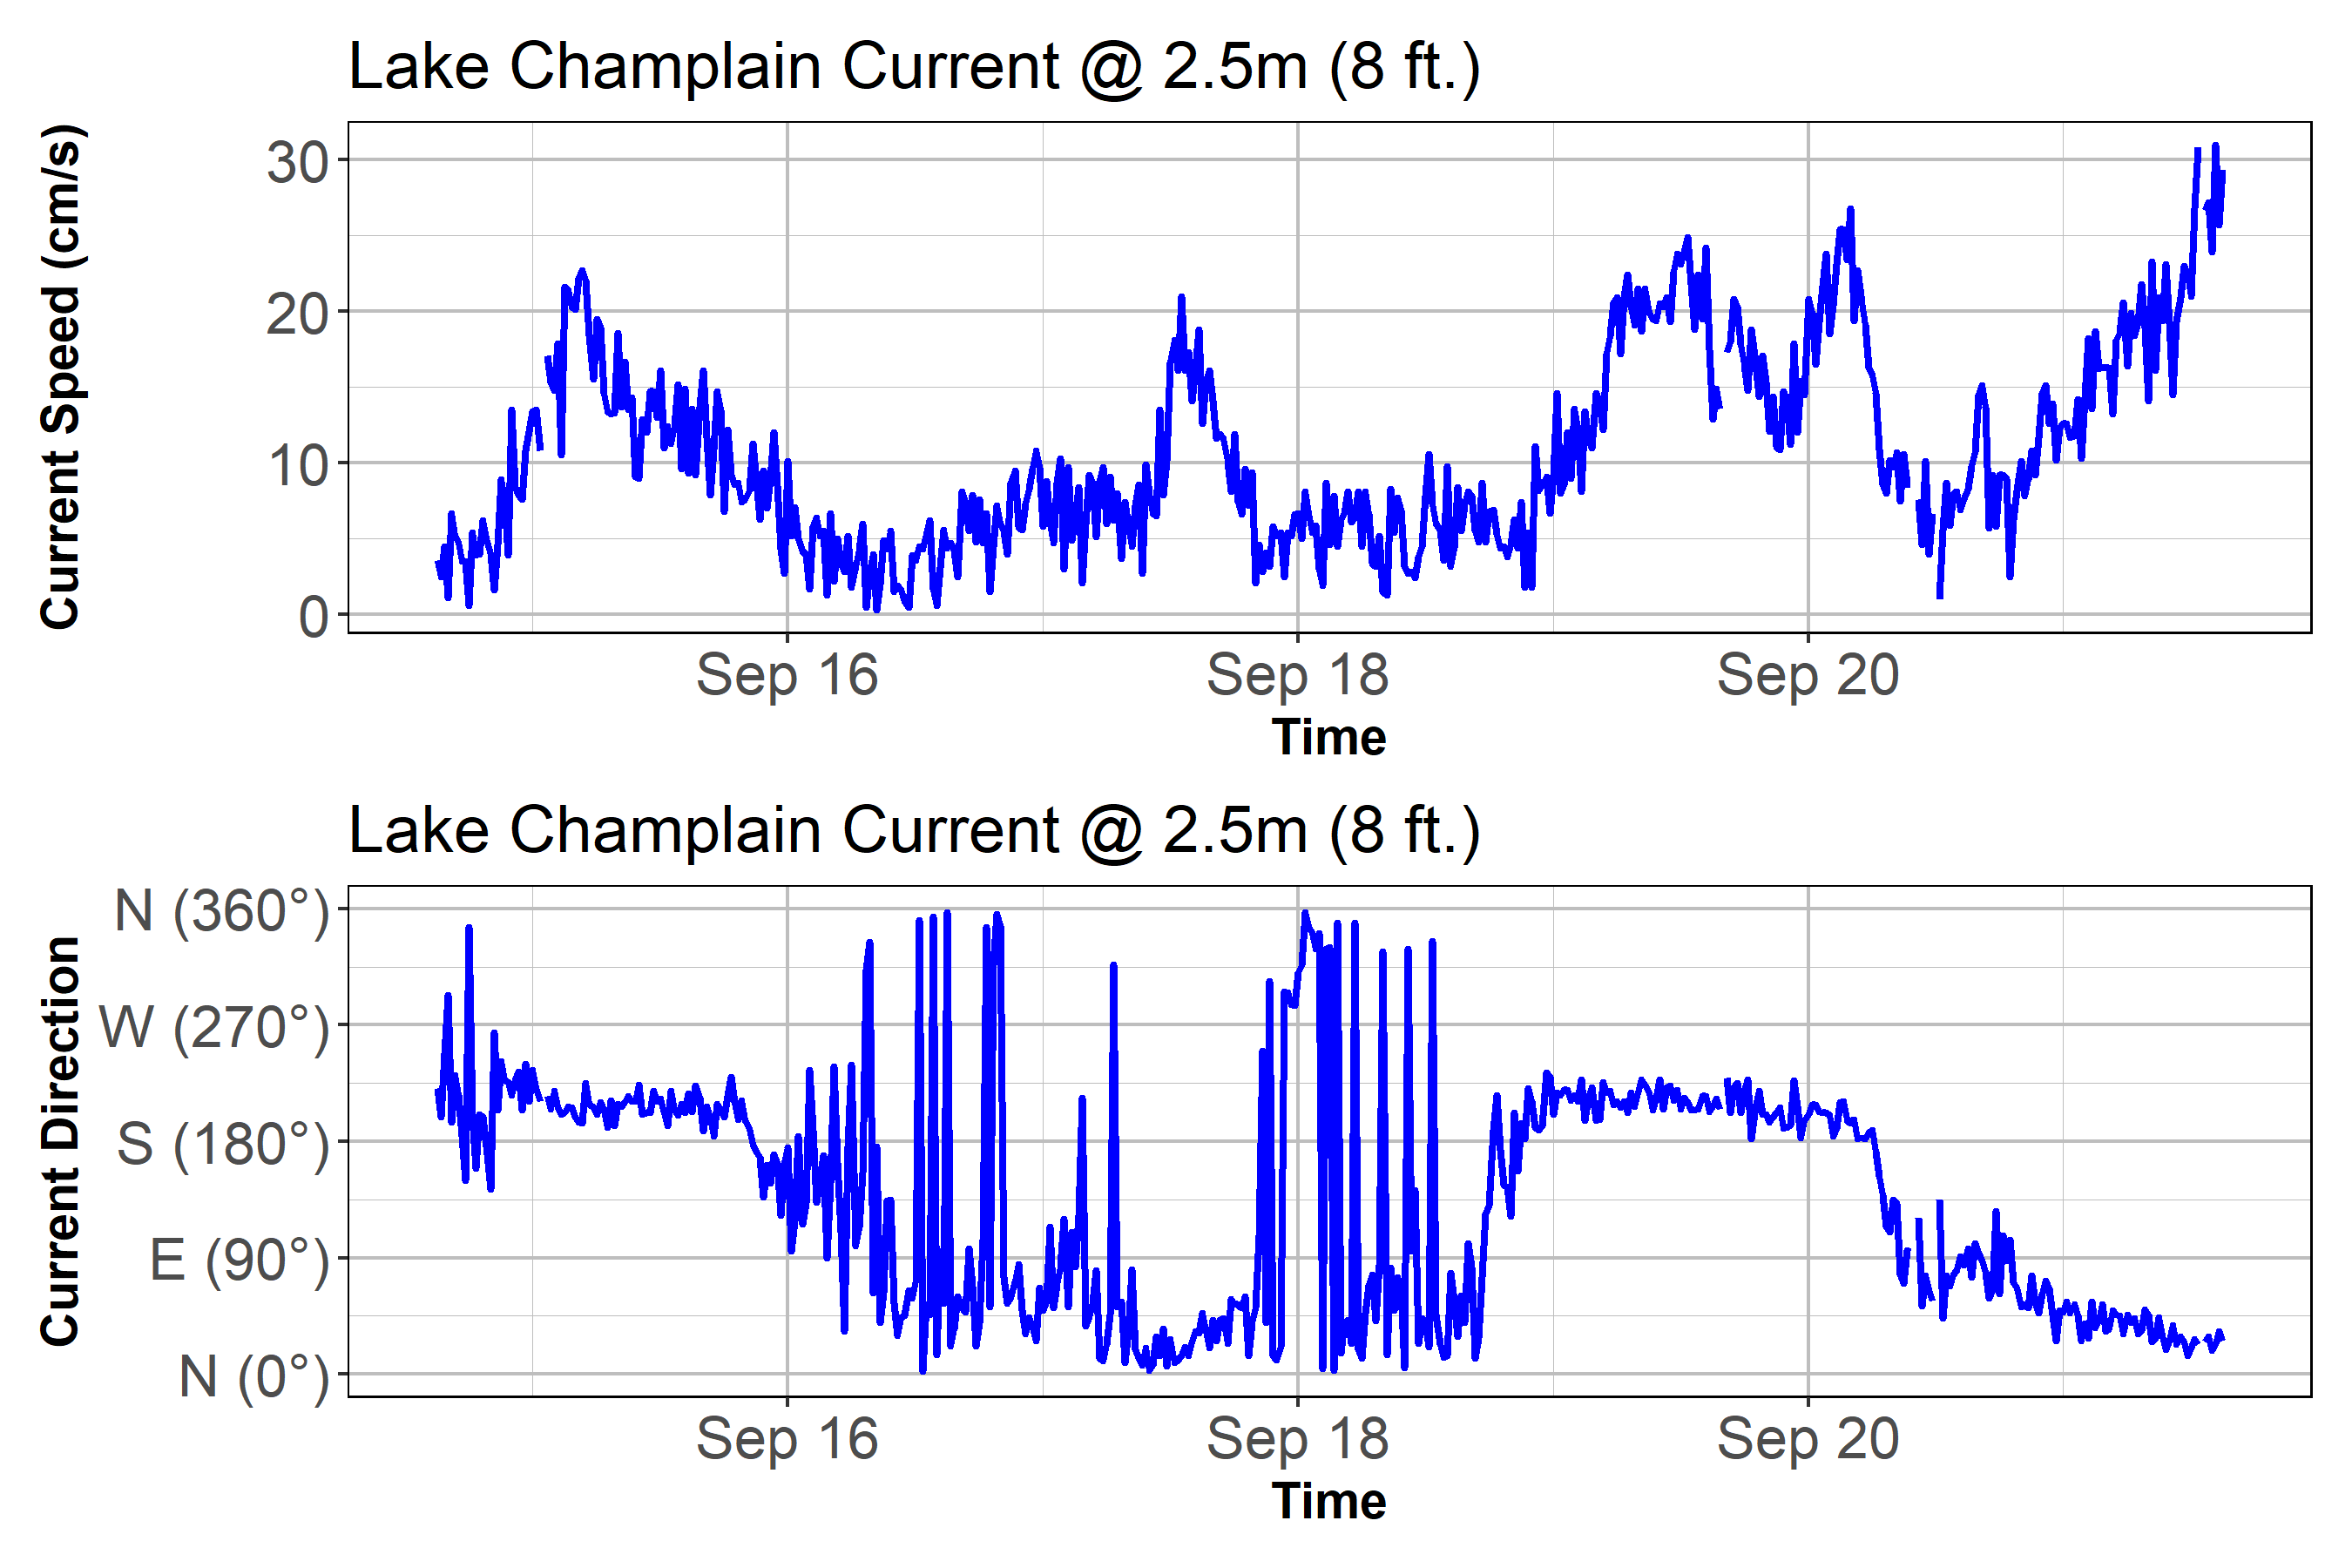 Lake Champlain Current @ 2.5m (8 ft.)
Current Speed (cm/s)
30
20
10
0
Sep 16 Sep 18 Sep 20
Time
Lake Champlain Current @ 2.5m (8 ft.)
Current Direction
N (360°)
W (270°)
S (180°)
E (90°)
N (0°)
Sep 16 Sep 18 Sep 20
Time